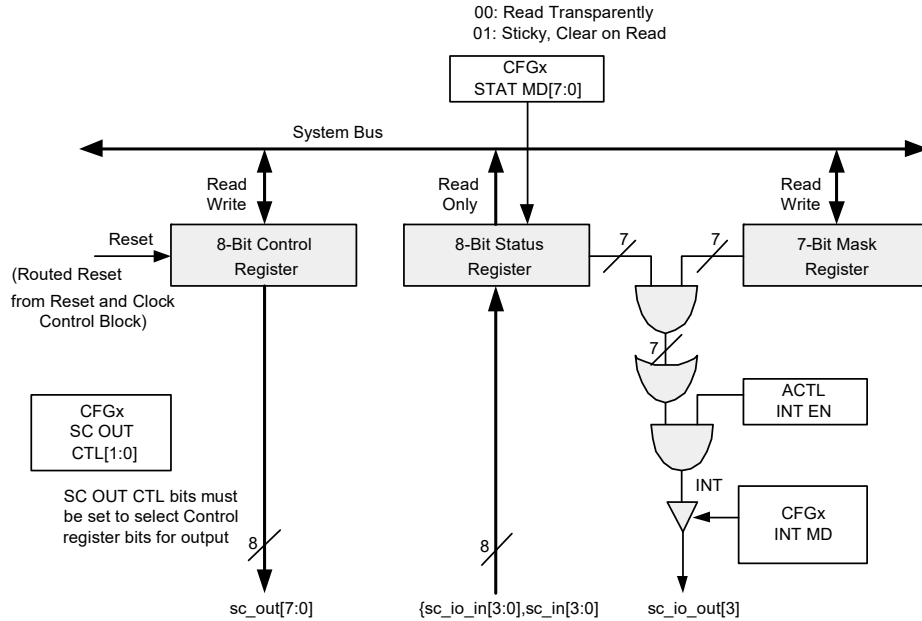 00: Read Transparently
01: Sticky, Clear on Read
CFGx
STAT MD[7:0]
System Bus
Read
Write
Read
Only
Read
Write
Reset
(Routed Reset
from Reset and Clock
Control Block)
8-Bit Control
Register
8-Bit Status
Register
7
7
7-Bit Mask
Register
7
ACTL
INT EN
CFGx
SC OUT
CTL[1:0]
INT
CFGx
INT MD
SC OUT CTL bits must
be set to select Control
register bits for output
8
8
sc_out[7:0]
{sc_io_in[3:0},sc_in[3:0}
sc_io_out[3]